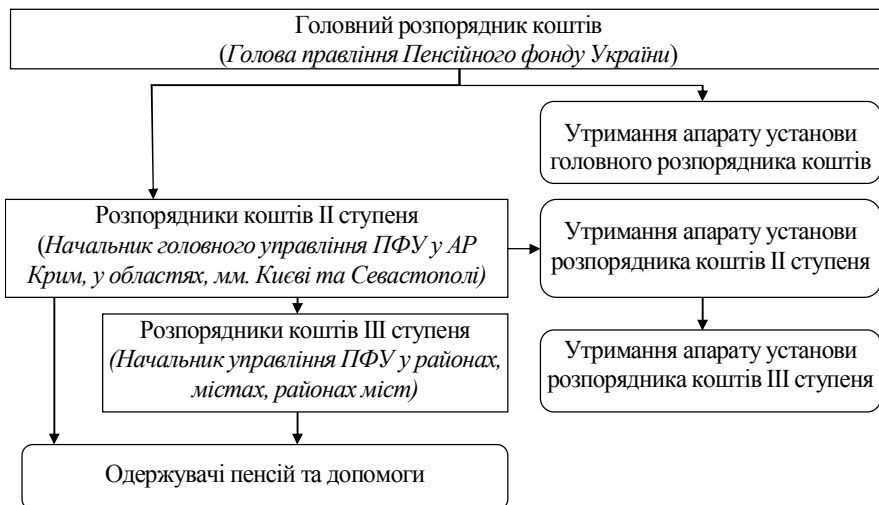 Головний розпорядник коштів
(Голова правління Пенсійного фонду України)
Утримання апарату установи
головного розпорядника коштів
Розпорядники коштів ІІ ступеня
(Начальник головного управління ПФУ у АР
Крим, у областях, мм. Києві та Севастополі)
Утримання апарату установи
розпорядника коштів ІІ ступеня
Розпорядники коштів ІІІ ступеня
(Начальник управління ПФУ у районах,
містах, районах міст)
Утримання апарату установи
розпорядника коштів ІІІ ступеня
Одержувачі пенсій та допомоги